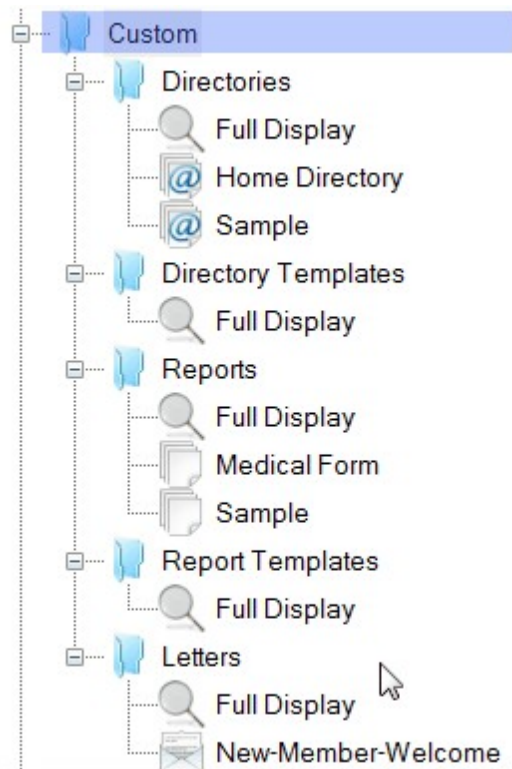 Custom
Directories
Full Display
Home Directory
Sample
Directory Templates
Full Display
Reports
Full Display
Medical Form
Sample
Report Templates
Full Display
Letters
Full Display
New-Member-Welcome